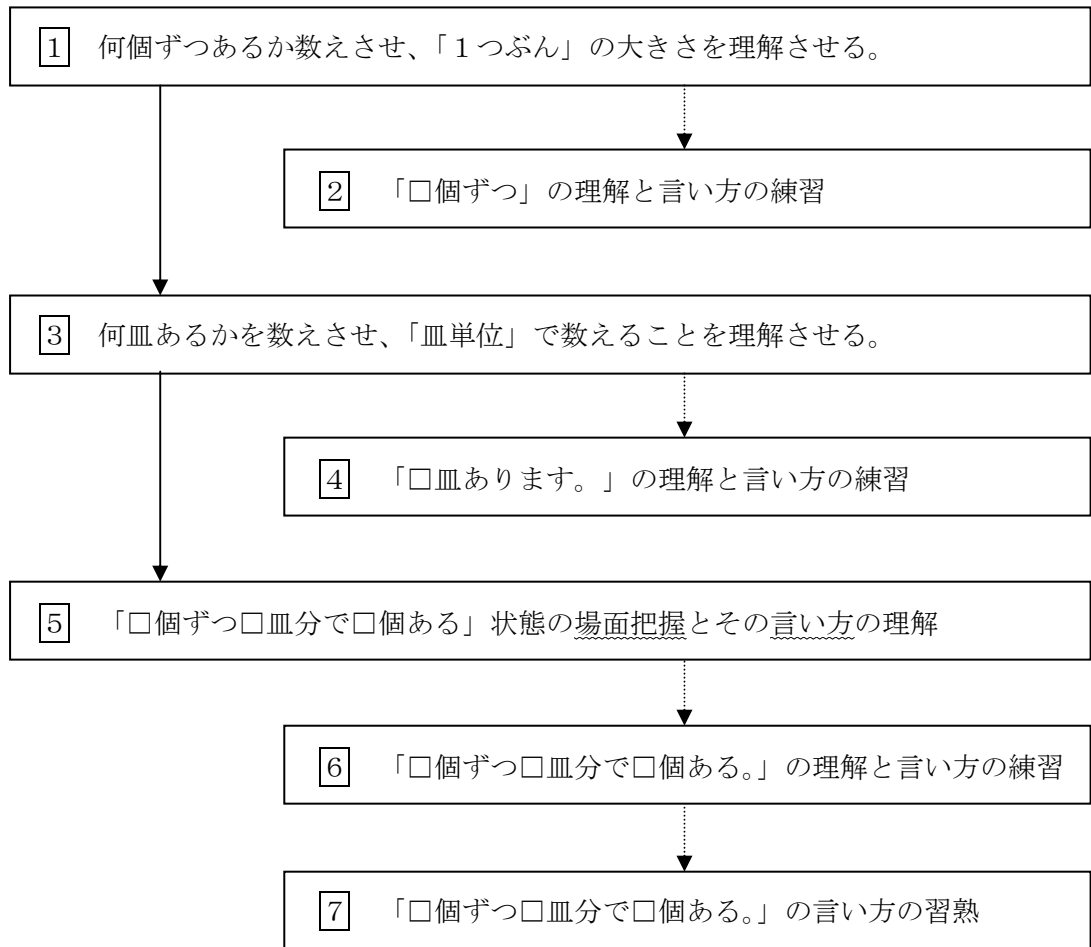 1 何個ずつあるか数えさせ、「１つぶん」の大きさを理解させる。
2 「□個ずつ」の理解と言い方の練習
3 何皿あるかを数えさせ、「皿単位」で数えることを理解させる。
4 「□皿あります。」の理解と言い方の練習
5 「□個ずつ□皿分で□個ある」状態の場面把握とその言い方の理解
6 「□個ずつ□皿分で□個ある。」の理解と言い方の練習
7 「□個ずつ□皿分で□個ある。」の言い方の習熟